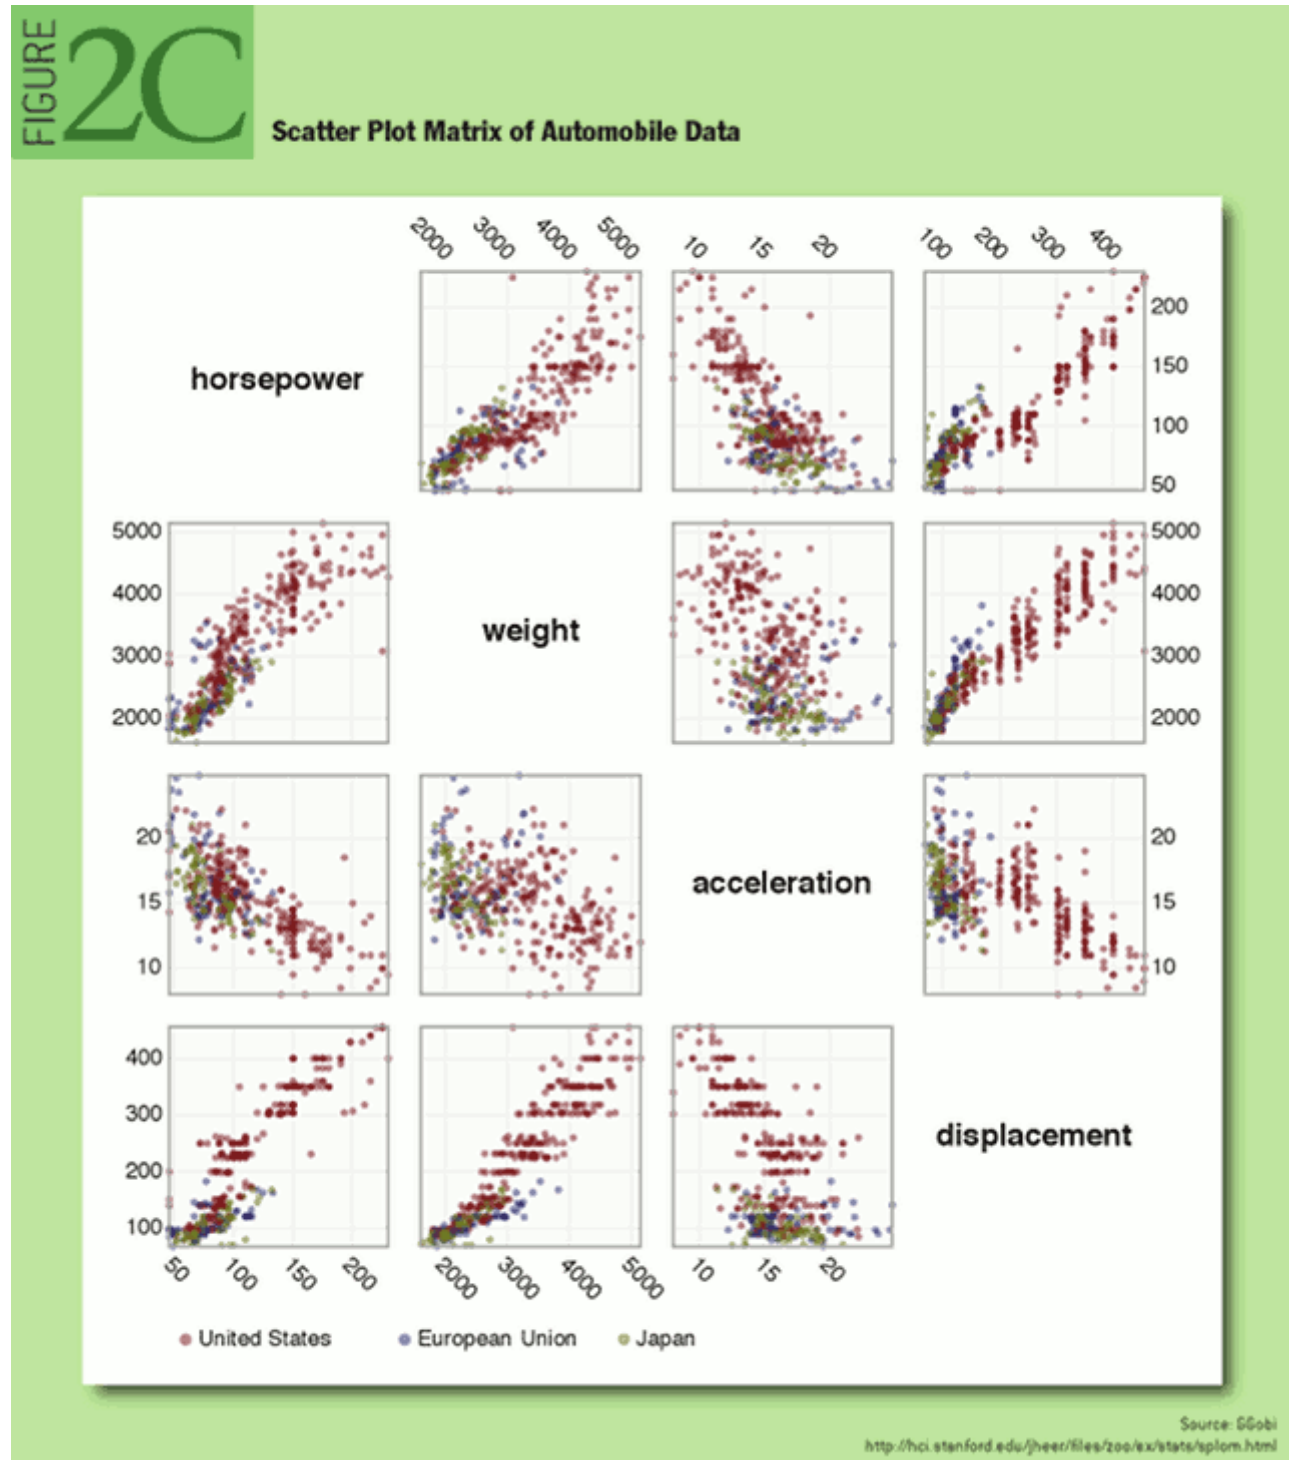 FIGURE
2C
Scatter Plot Matrix of Automobile Data
2000 3000 4000 5000 10 15 20 100 200 300 400
horsepower
200
150
100
50
5000
4000
3000
2000
weight
5000
4000
3000
2000
20
15
10
acceleration
20
15
10
400
300
200
100
displacement
50 100 150 200 2000 3000 4000 5000 10 15 20
United States European Union Japan
Source: GGobi
http://hci.stanford.edu/jheer/files/zoo/ex/stats/splom.html